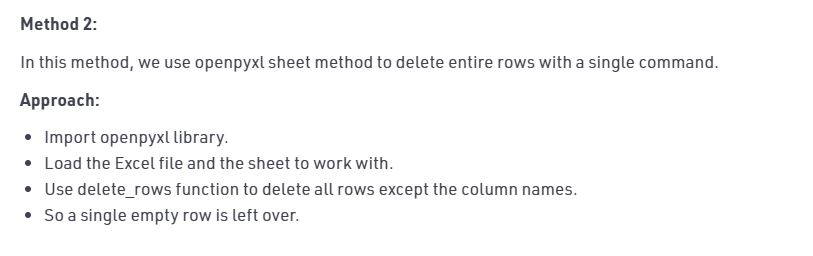 Method 2:
In this method, we use openpyxl sheet method to delete entire rows with a single command.
Approach:
• Import openpyxl library.
• Load the Excel file and the sheet to work with.
• Use delete_rows function to delete all rows except the column names.
• So a single empty row is left over.